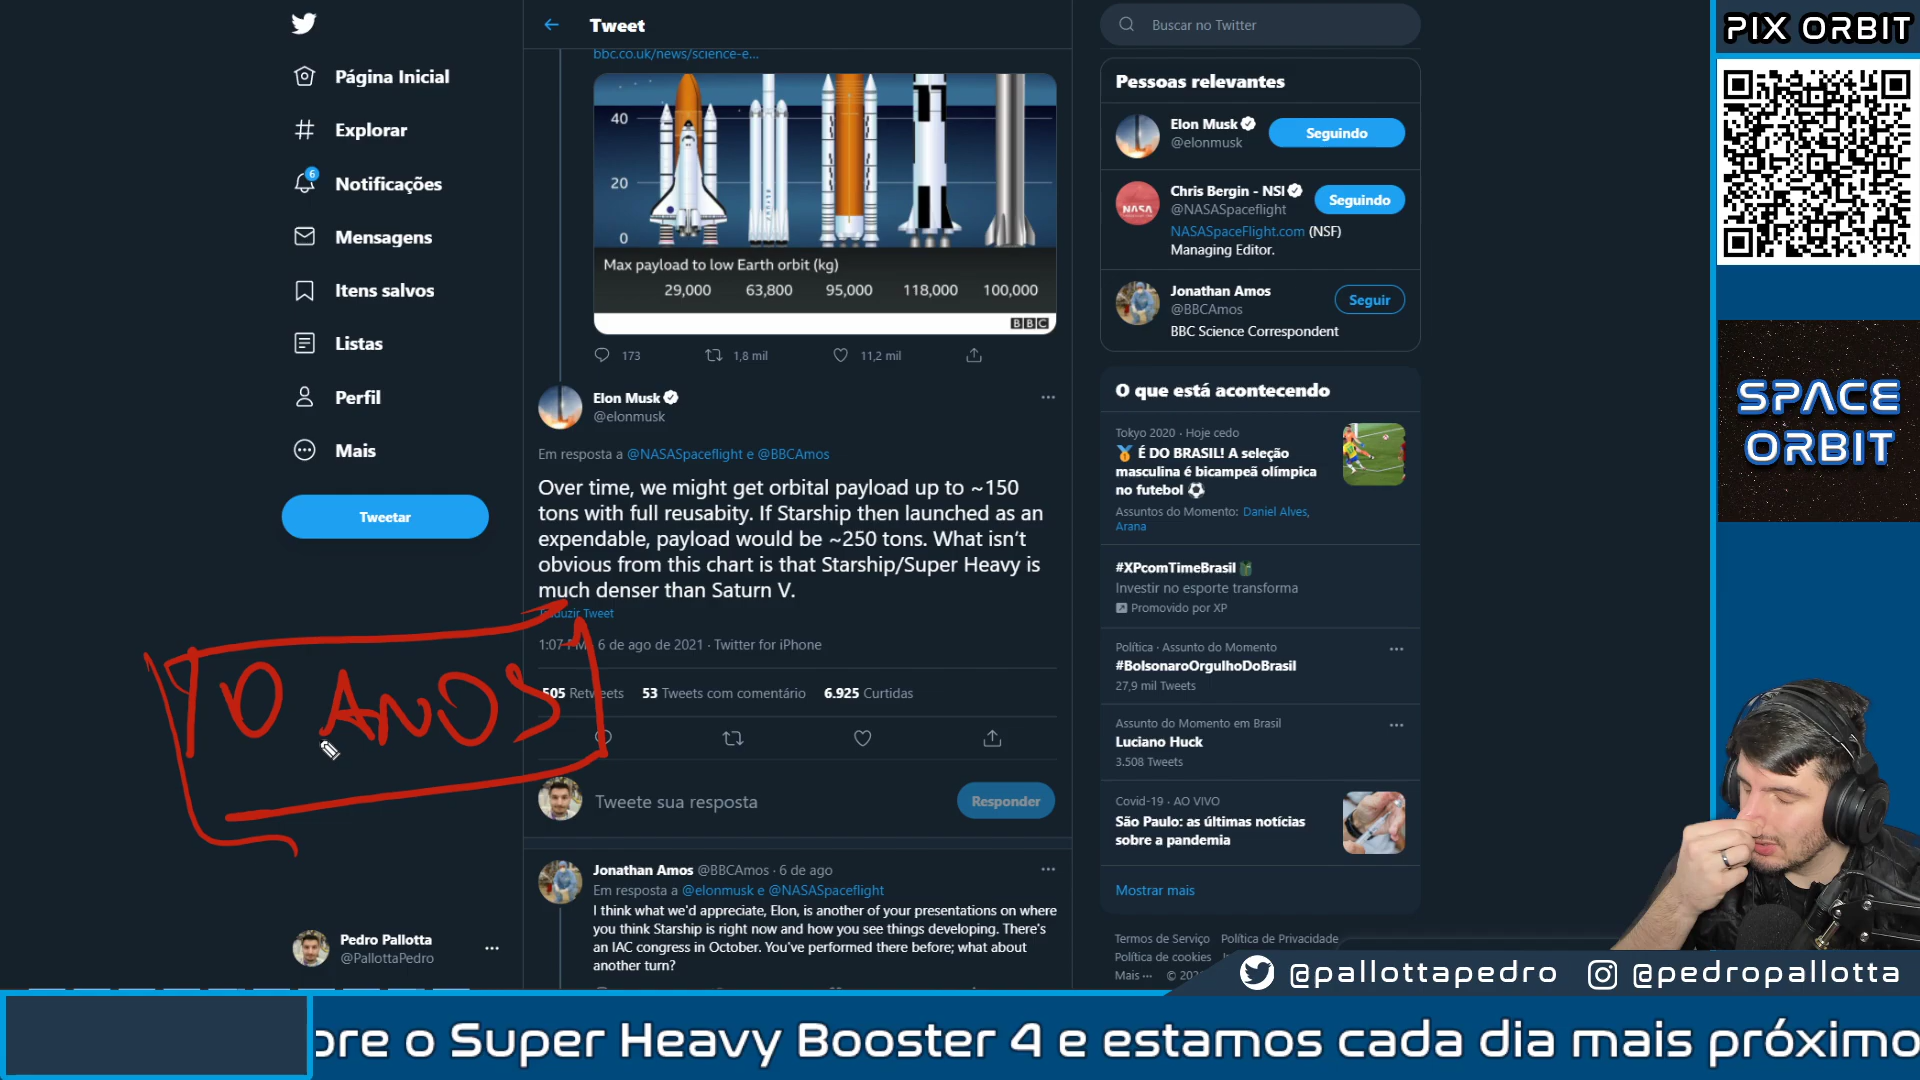 Página Inicial
Explorar
6
Notificações
Mensagens
Itens salvos
Listas
Perfil
Mais
Tweetar
Pedro Pallotta
@PallottaPedro
Tweet
bbc.co.uk/news/science-e...
40
20
0
Max payload to low Earth orbit (kg)
29,000 63,800 95,000 118,000 100,000
BBC
173 1,8 mil 11,2 mil
Elon Musk
@elonmusk
Em resposta a @NASASpaceflight e @BBCAmos
Over time, we might get orbital payload up to ~150
tons with full reusabity. If Starship then launched as an
expendable, payload would be ~250 tons. What isn't
obvious from this chart is that Starship/Super Heavy is
much denser than Saturn V.
Tweet
1:07 6 de ago de 2021 · Twitter for iPhone
505 Retweets 53 Tweets com comentário 6.925 Curtidas
10 ANOS
Tweete sua resposta
Responder
Jonathan Amos @BBCAmos · 6 de ago
Em resposta a @elonmusk e @NASASpaceflight
I think what we'd appreciate, Elon, is another of your presentations on where
you think Starship is right now and how you see things developing. There's
an IAC congress in October. You've performed there before; what about
another turn?
Buscar no Twitter
Pessoas relevantes
Elon Musk
@elonmusk
Seguindo
Chris Bergin - NSI
@NASASpaceflight
Seguindo
NASASpaceFlight.com (NSF)
Managing Editor.
Jonathan Amos
@BBCAmos
Seguir
BBC Science Correspondent
O que está acontecendo
Tokyo 2020 · Hoje cedo
É DO BRASIL! A seleção
masculina é bicampeã olímpica
no futebol
Assuntos do Momento: Daniel Alves,
Arana
#XPcomTimeBrasil
Investir no esporte transforma
Promovido por XP
Política · Assunto do Momento
#BolsonaroOrgulhoDoBrasil
27,9 mil Tweets
Assunto do Momento em Brasil
Luciano Huck
3.508 Tweets
Covid-19 · AO VIVO
São Paulo: as últimas notícias
sobre a pandemia
Mostrar mais
Termos de Serviço Política de Privacidade
Política de cookies
Mais ··· ©
PIX ORBIT
SPACE
ORBIT
@pallottapedro @pedropallotta
bre o Super Heavy Booster 4 e estamos cada dia mais próximo